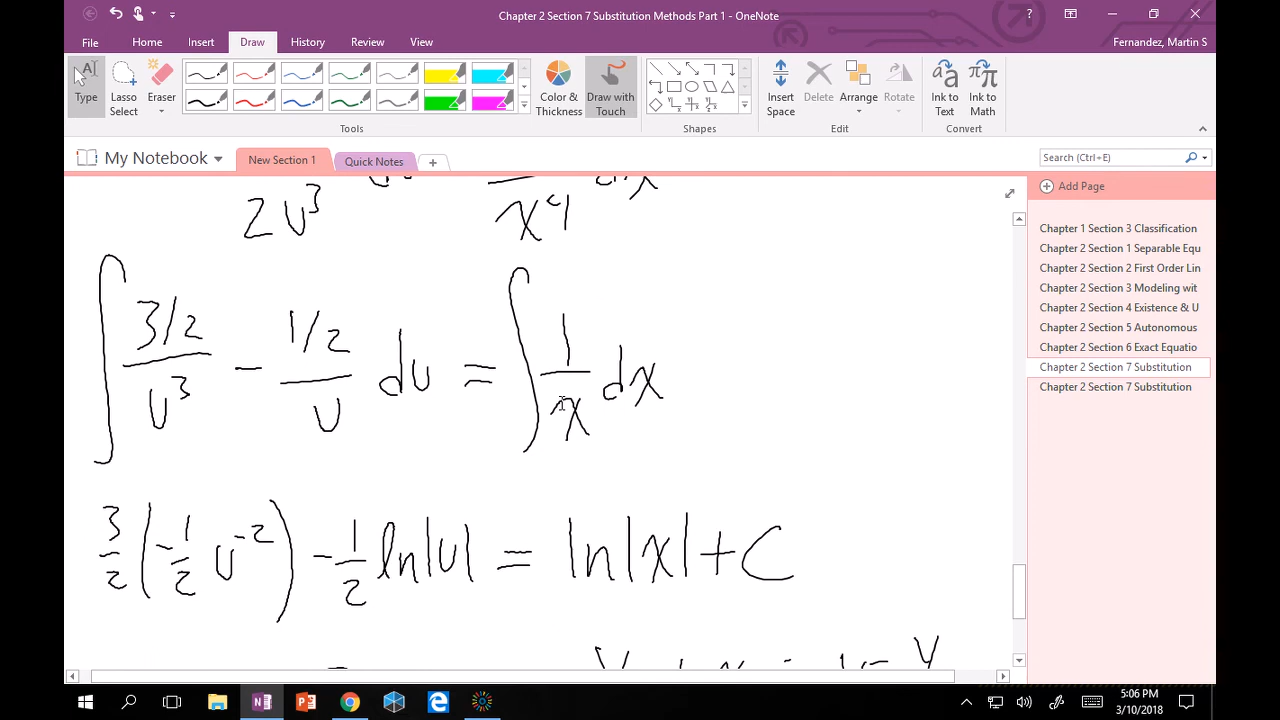 Chapter 2 Section 7 Substitution Methods Part 1 - OneNote
?
Fernandez, Martin S
File Home Insert Draw History Review View
Type
Lasso Select
Eraser
Color & Thickness
Draw with Touch
Insert Space
Delete
Arrange
Rotate
Ink to Text
Ink to Math
Tools
Shapes
Edit
Convert
My Notebook
New Section 1
Quick Notes
+
Search (Ctrl+E)
Add Page
Chapter 1 Section 3 Classification
Chapter 2 Section 1 Separable Equ
Chapter 2 Section 2 First Order Lin
Chapter 2 Section 3 Modeling wit
Chapter 2 Section 4 Existence & U
Chapter 2 Section 5 Autonomous
Chapter 2 Section 6 Exact Equatio
Chapter 2 Section 7 Substitution
Chapter 2 Section 7 Substitution
2v³ x⁴ dx
∫ (3/2)/v³ - (1/2)/v dv = ∫ 1/x dx
3/2 (-1/2 v⁻²) - 1/2 ln|v| = ln|x| + C
5:06 PM
3/10/2018